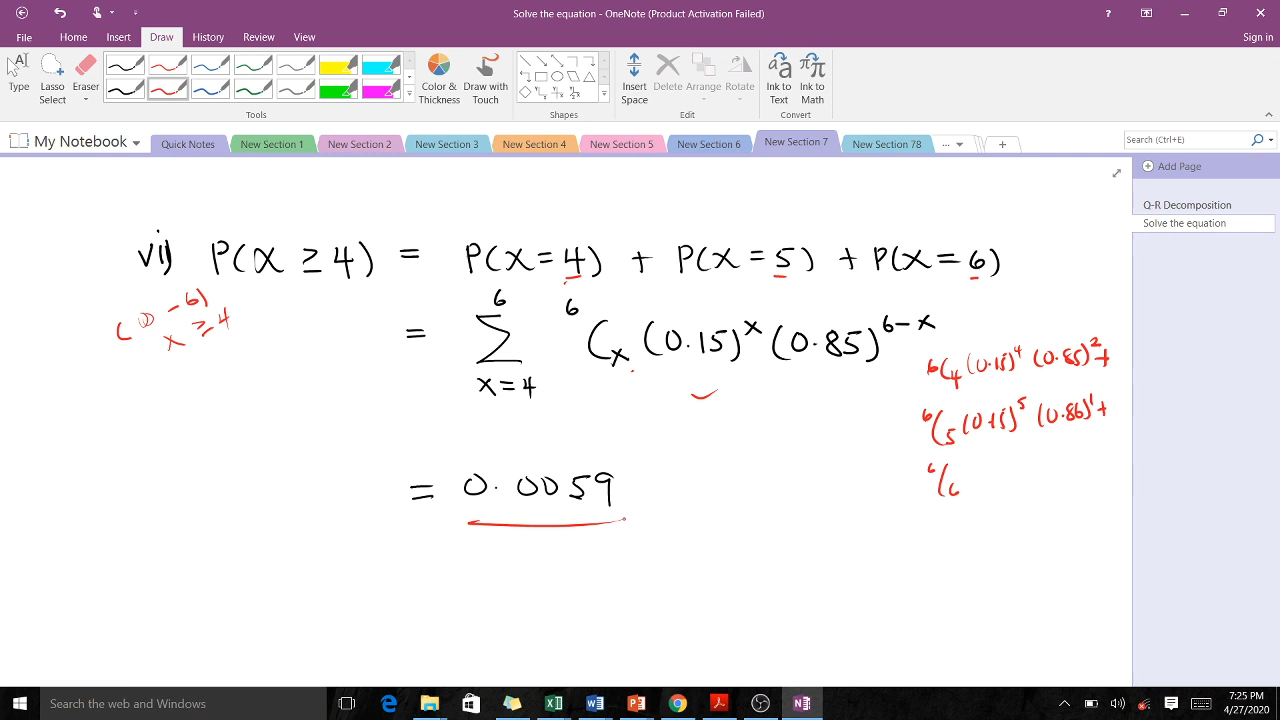 Solve the equation - OneNote (Product Activation Failed)
File Home Insert Draw History Review View
Sign in
Type
Lasso Select
Eraser
Color & Thickness
Draw with Touch
Insert Space
Delete
Arrange
Rotate
Ink to Text
Ink to Math
Tools
Shapes
Edit
Convert
My Notebook
Quick Notes
New Section 1
New Section 2
New Section 3
New Section 4
New Section 5
New Section 6
New Section 7
New Section 78
...
Search (Ctrl+E)
Add Page
Q-R Decomposition
Solve the equation
vii) P(X ≥ 4) = P(X = 4) + P(X = 5) + P(X = 6)
- 6)
x ≥ 4
= 6 Σ x = 4 ⁶Cₓ (0.15)ˣ (0.85)⁶⁻ˣ
⁶C₄ (0.15)⁴ (0.85)² +
⁶C₅ (0.15)⁵ (0.86)¹ +
⁶C₆
= 0.0059
Search the web and Windows
7:25 PM
4/27/2020